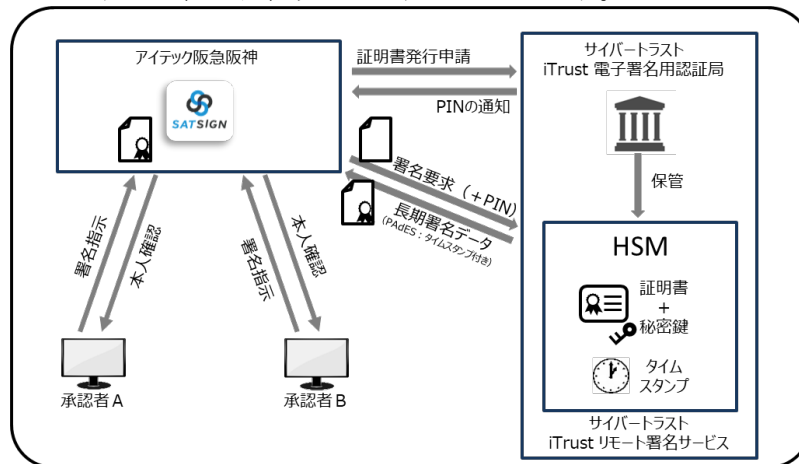 アイテック阪急阪神
SATSIGN
証明書発行申請
PINの通知
サイバートラスト
iTrust 電子署名用認証局
保管
署名要求（+PIN）
長期署名データ
(PAdES：タイムスタンプ付き)
署名指示
本人確認
署名指示
本人確認
HSM
証明書
+
秘密鍵
タイム
スタンプ
承認者A
承認者B
サイバートラスト
iTrust リモート署名サービス